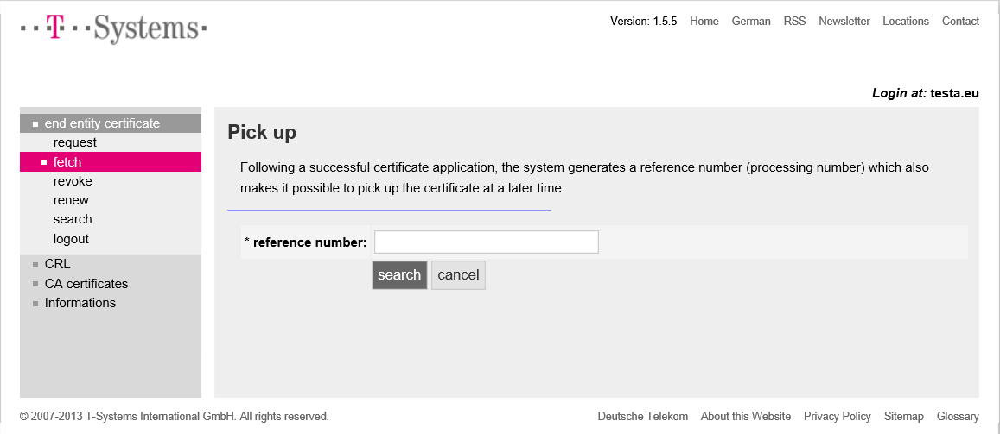 ··T··Systems·
Version: 1.5.5 Home German RSS Newsletter Locations Contact
Login at: testa.eu
end entity certificate
request
fetch
revoke
renew
search
logout
CRL
CA certificates
Informations
Pick up
Following a successful certificate application, the system generates a reference number (processing number) which also
makes it possible to pick up the certificate at a later time.
* reference number:
search cancel
© 2007-2013 T-Systems International GmbH. All rights reserved.
Deutsche Telekom About this Website Privacy Policy Sitemap Glossary